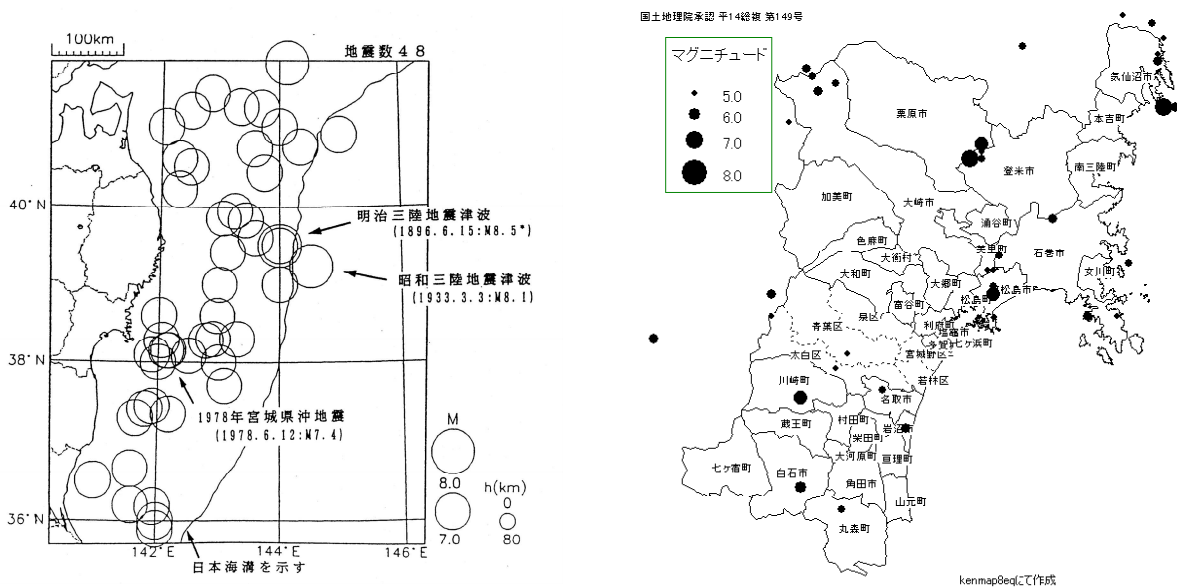 100km
地震数48
40°N
38°N
36°N
142°E
144°E
146°E
明治三陸地震津波
(1896.6.15:M8.5*)
昭和三陸地震津波
(1933.3.3:M8.1)
1978年宮城県沖地震
(1978.6.12:M7.4)
日本海溝を示す
M
8.0
7.0
h(km)
0
80
国土地理院承認 平14総複 第149号
マグニチュード
5.0
6.0
7.0
8.0
気仙沼市
本吉町
南三陸町
栗原市
登米市
加美町
大崎市
涌谷町
色麻町
美里町
石巻市
大衡村
女川町
大和町
大郷町
松島町
松島市
富谷町
泉区
利府町
青葉区
塩竈市
七ヶ浜町
宮城野区
太白区
若林区
川崎町
名取市
蔵王町
村田町
岩沼市
柴田町
大河原町
亘理町
七ヶ宿町
白石市
角田市
山元町
丸森町
kenmap8eqにて作成